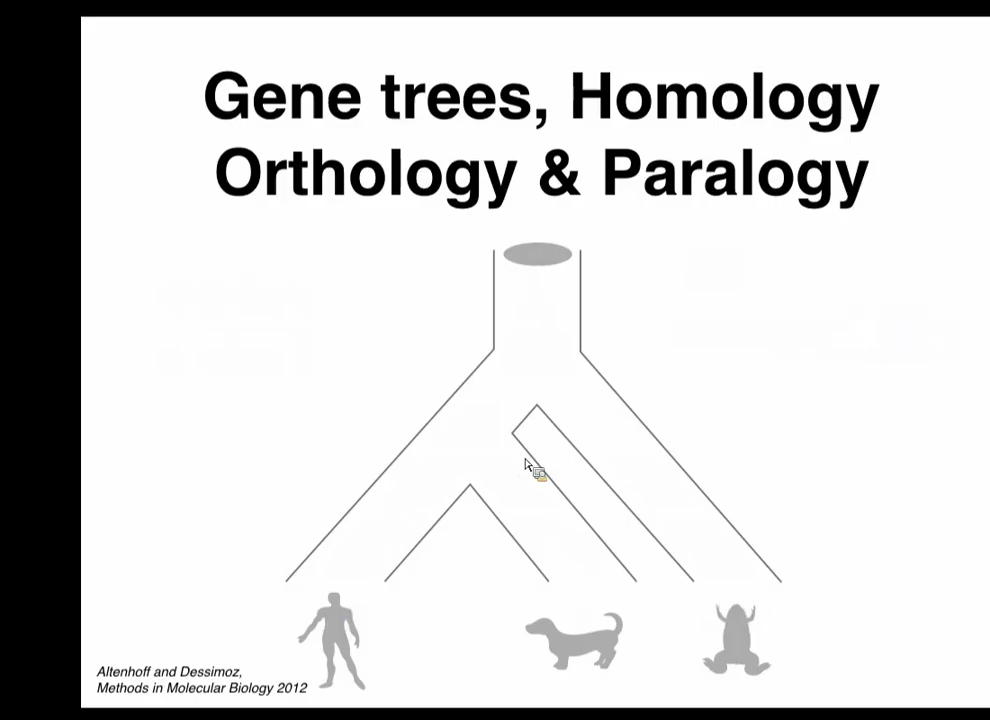 Gene trees, Homology
Orthology & Paralogy
Altenhoff and Dessimoz,
Methods in Molecular Biology 2012